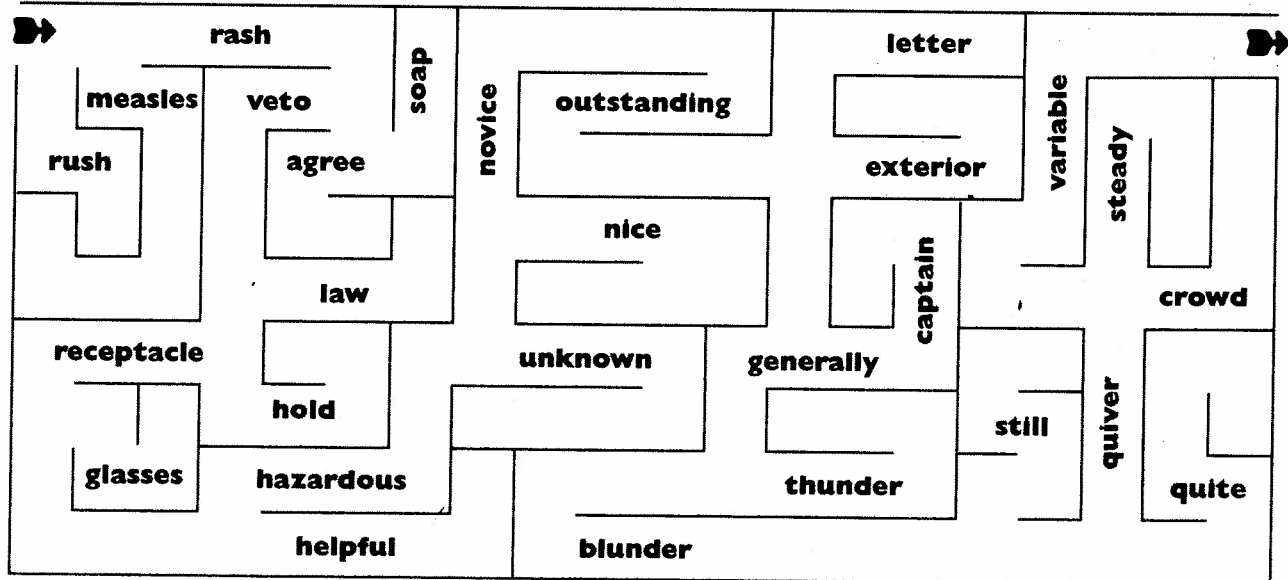 rash
letter
soap
measles
veto
outstanding
novice
variable
rush
agree
exterior
steady
nice
captain
law
crowd
receptacle
unknown
generally
hold
still
quiver
glasses
hazardous
thunder
quite
helpful
blunder